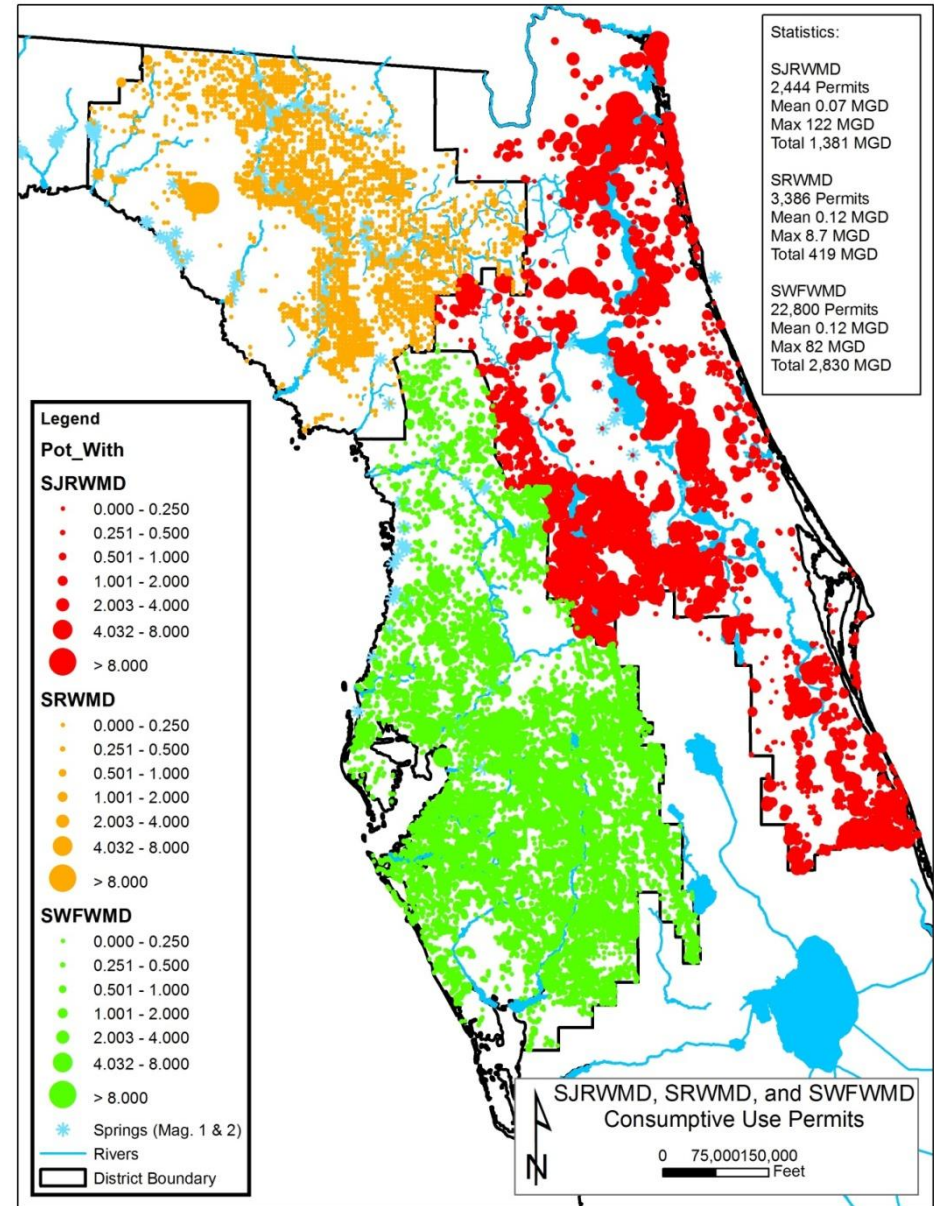 Statistics:
SJRWMD
2,444 Permits
Mean 0.07 MGD
Max 122 MGD
Total 1,381 MGD
SRWMD
3,386 Permits
Mean 0.12 MGD
Max 8.7 MGD
Total 419 MGD
SWFWMD
22,800 Permits
Mean 0.12 MGD
Max 82 MGD
Total 2,830 MGD
Legend
Pot_With
SJRWMD
0.000 - 0.250
0.251 - 0.500
0.501 - 1.000
1.001 - 2.000
2.003 - 4.000
4.032 - 8.000
> 8.000
SRWMD
0.000 - 0.250
0.251 - 0.500
0.501 - 1.000
1.001 - 2.000
2.003 - 4.000
4.032 - 8.000
> 8.000
SWFWMD
0.000 - 0.250
0.251 - 0.500
0.501 - 1.000
1.001 - 2.000
2.003 - 4.000
4.032 - 8.000
> 8.000
Springs (Mag. 1 & 2)
Rivers
District Boundary
SJRWMD, SRWMD, and SWFWMD
Consumptive Use Permits
0 75,000150,000
Feet
N